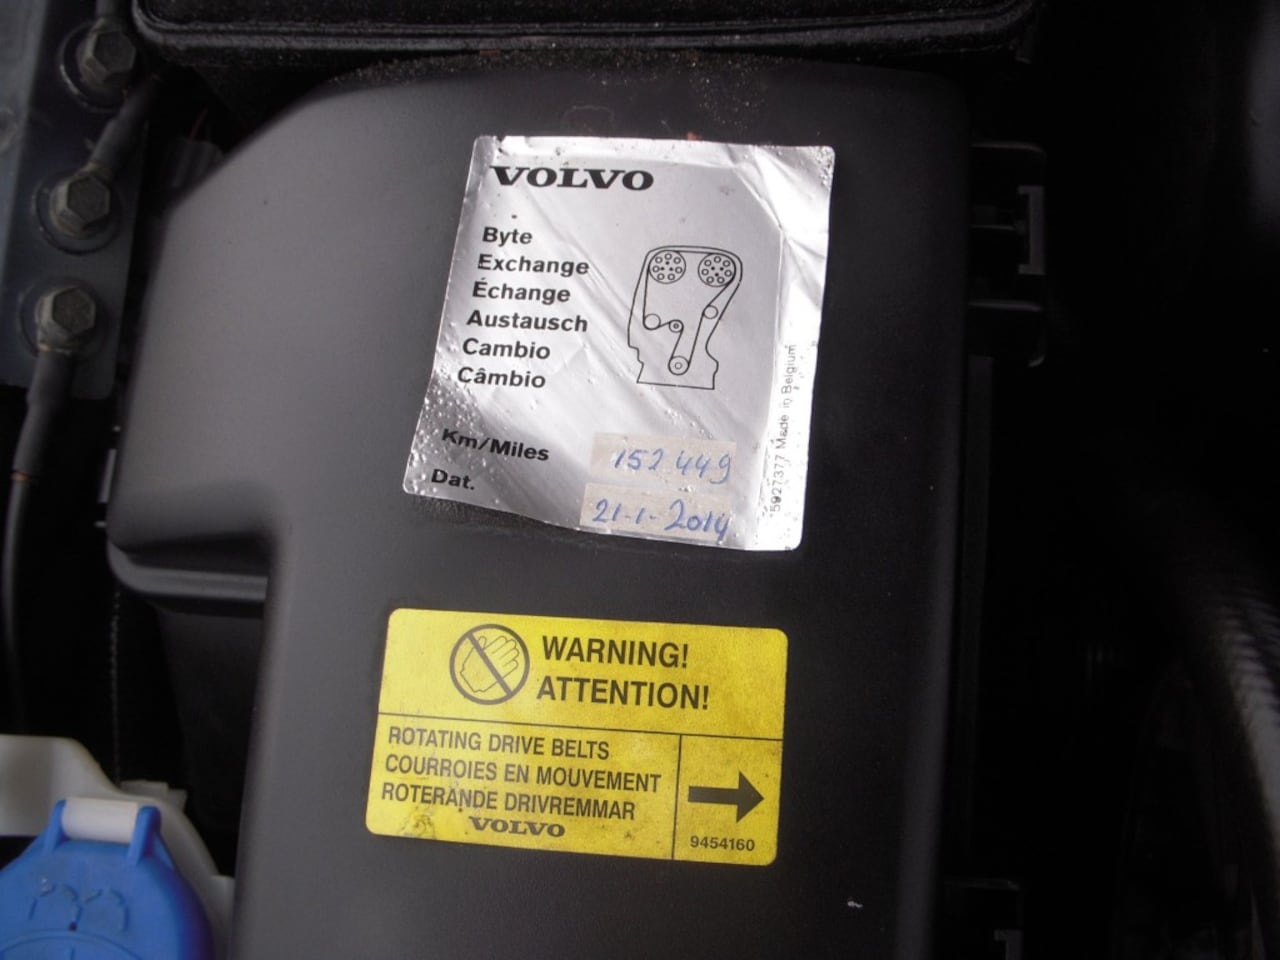 VOLVO
Byte
Exchange
Échange
Austausch
Cambio
Câmbio
Km/Miles 152 449
Dat. 21-1-2014
5927377 Made in Belgium
WARNING!
ATTENTION!
ROTATING DRIVE BELTS
COURROIES EN MOUVEMENT
ROTERANDE DRIVREMMAR
VOLVO
9454160